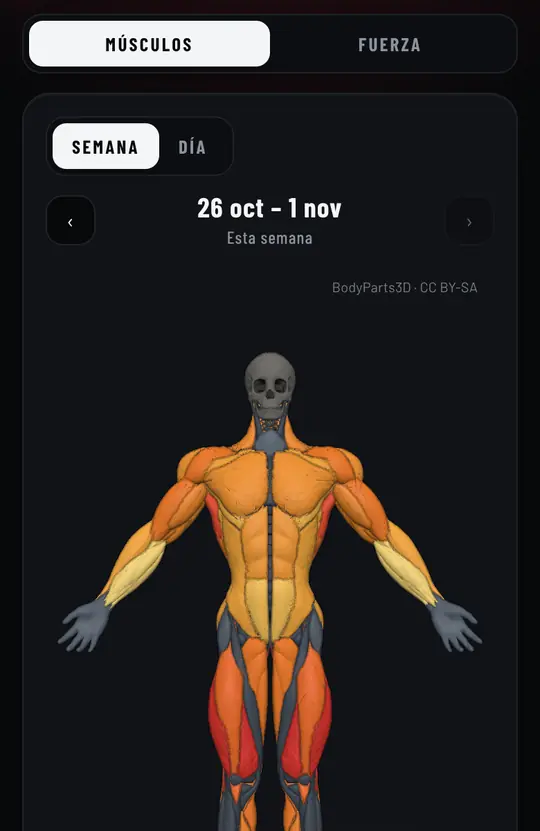 MÚSCULOS
FUERZA
SEMANA
DÍA
‹
26 oct – 1 nov
›
Esta semana
BodyParts3D · CC BY-SA